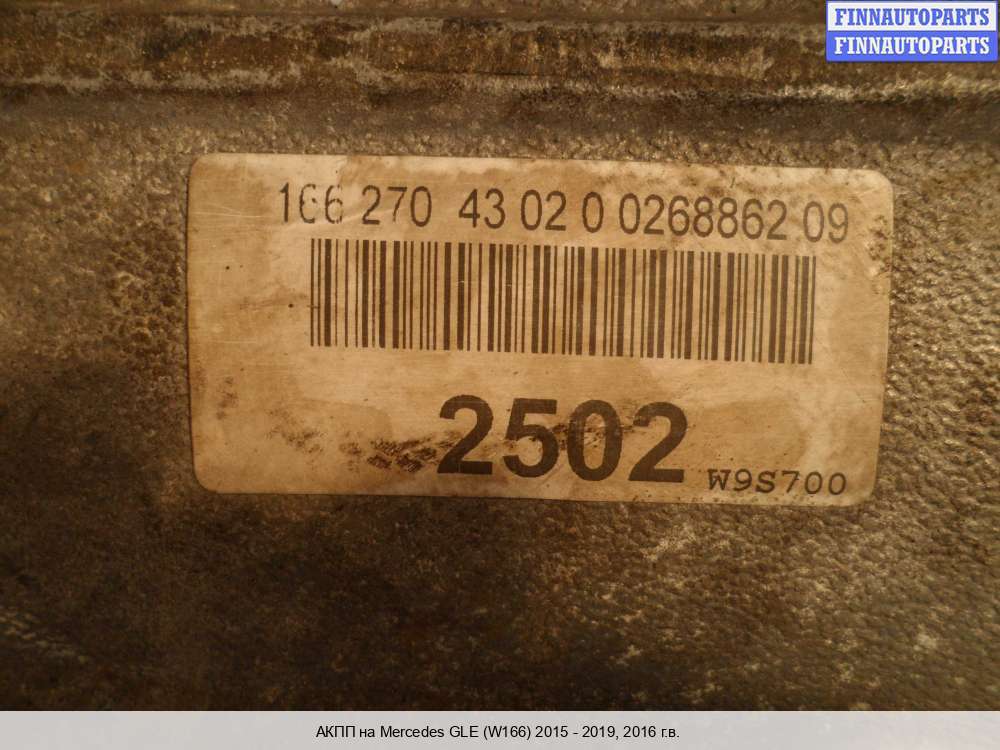 FINNAUTOPARTS
FINNAUTOPARTS
166 270 43 02 0 0268862 09
2502
W9S700
АКПП на Mercedes GLE (W166) 2015 - 2019, 2016 г.в.